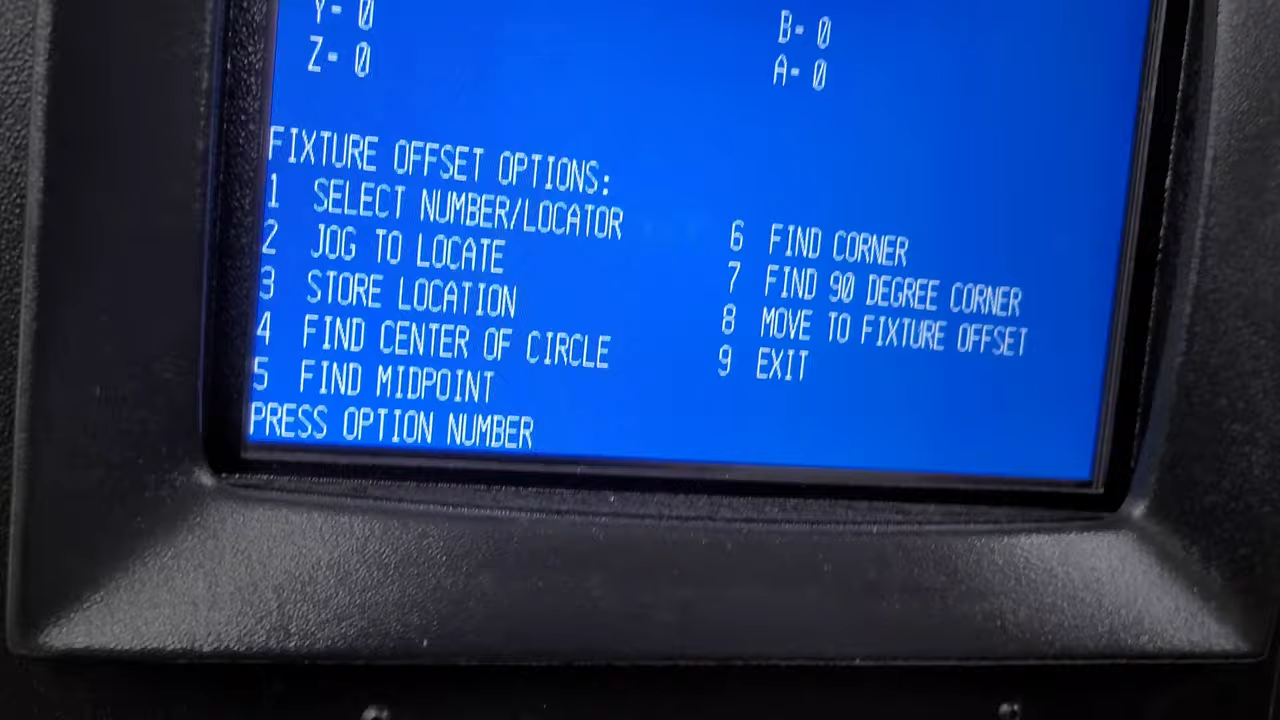 Y- 0 B- 0
Z- 0 A- 0
FIXTURE OFFSET OPTIONS:
1 SELECT NUMBER/LOCATOR 6 FIND CORNER
2 JOG TO LOCATE 7 FIND 90 DEGREE CORNER
3 STORE LOCATION 8 MOVE TO FIXTURE OFFSET
4 FIND CENTER OF CIRCLE 9 EXIT
5 FIND MIDPOINT
PRESS OPTION NUMBER